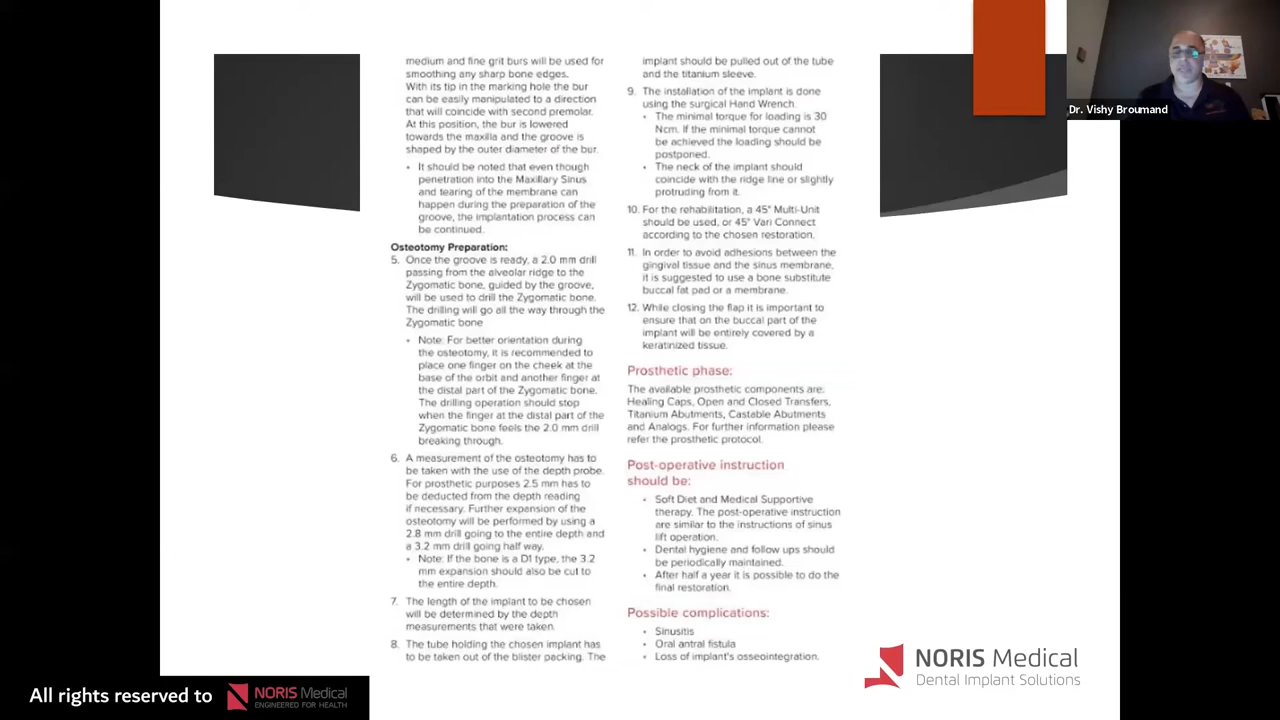 medium and fine grit burs will be used for
smoothing any sharp bone edges.
With its tip in the marking hole the bur
can be easily manipulated to a direction
that will coincide with second premolar.
At this position, the bur is lowered
towards the maxilla and the groove is
shaped by the outer diameter of the bur.
• It should be noted that even though
penetration into the Maxillary Sinus
and tearing of the membrane can
happen during the preparation of the
groove, the implantation process can
be continued.
Osteotomy Preparation:
5. Once the groove is ready, a 2.0 mm drill
passing from the alveolar ridge to the
Zygomatic bone, guided by the groove,
will be used to drill the Zygomatic bone.
The drilling will go all the way through the
Zygomatic bone
• Note: For better orientation during
the osteotomy, it is recommended to
place one finger on the cheek at the
base of the orbit and another finger at
the distal part of the Zygomatic bone.
The drilling operation should stop
when the finger at the distal part of the
Zygomatic bone feels the 2.0 mm drill
breaking through.
6. A measurement of the osteotomy has to
be taken with the use of the depth probe.
For prosthetic purposes 2.5 mm has to
be deducted from the depth reading
if necessary. Further expansion of the
osteotomy will be performed by using a
2.8 mm drill going to the entire depth and
a 3.2 mm drill going half way.
• Note: If the bone is a D1 type, the 3.2
mm expansion should also be cut to
the entire depth.
7. The length of the implant to be chosen
will be determined by the depth
measurements that were taken.
8. The tube holding the chosen implant has
to be taken out of the blister packing. The
implant should be pulled out of the tube
and the titanium sleeve.
9. The installation of the implant is done
using the surgical Hand Wrench.
• The minimal torque for loading is 30
Ncm. If the minimal torque cannot
be achieved the loading should be
postponed.
• The neck of the implant should
coincide with the ridge line or slightly
protruding from it.
10. For the rehabilitation, a 45° Multi-Unit
should be used, or 45° Vari Connect
according to the chosen restoration.
11. In order to avoid adhesions between the
gingival tissue and the sinus membrane,
it is suggested to use a bone substitute
buccal fat pad or a membrane.
12. While closing the flap it is important to
ensure that on the buccal part of the
implant will be entirely covered by a
keratinized tissue.
Prosthetic phase:
The available prosthetic components are:
Healing Caps, Open and Closed Transfers,
Titanium Abutments, Castable Abutments
and Analogs. For further information please
refer the prosthetic protocol.
Post-operative instruction
should be:
• Soft Diet and Medical Supportive
therapy. The post-operative instruction
are similar to the instructions of sinus
lift operation.
• Dental hygiene and follow ups should
be periodically maintained.
• After half a year it is possible to do the
final restoration.
Possible complications:
• Sinusitis
• Oral antral fistula
• Loss of implant's osseointegration.
Dr. Vishy Broumand
NORIS Medical
Dental Implant Solutions
All rights reserved to
NORIS Medical
ENGINEERED FOR HEALTH